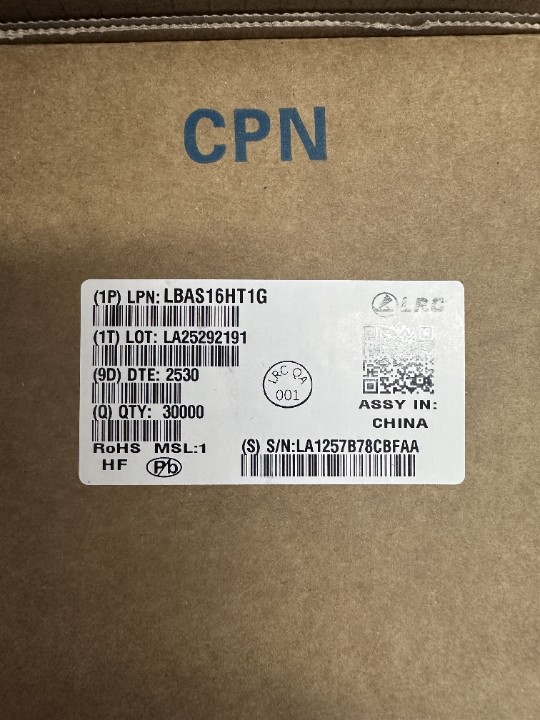 CPN
(1P) LPN: LBAS16HT1G
LRC
(1T) LOT: LA25292191
(9D) DTE: 2530
LRC QA
001
(Q) QTY: 30000
ASSY IN:
CHINA
RoHS MSL:1
HF Pb
(S) S/N:LA1257B78CBFAA